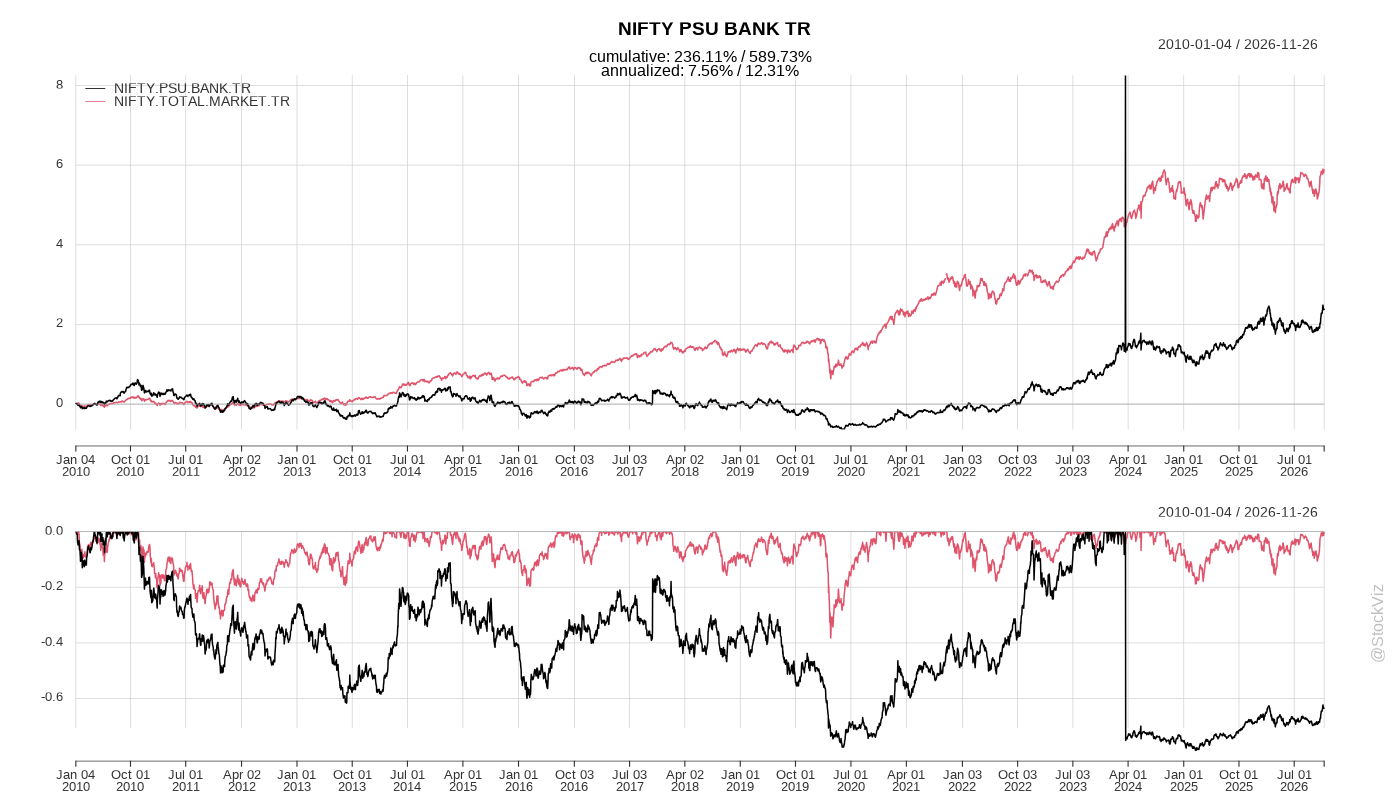 NIFTY PSU BANK TR
cumulative: 236.11% / 589.73%
annualized: 7.56% / 12.31%
2010-01-04 / 2026-11-26
NIFTY.PSU.BANK.TR
NIFTY.TOTAL.MARKET.TR
8
6
4
2
0
Jan 04 Oct 01 Jul 01 Apr 02 Jan 01 Oct 01 Jul 01 Apr 01 Jan 01 Oct 03 Jul 03 Apr 02 Jan 01 Oct 01 Jul 01 Apr 01 Jan 03 Oct 03 Jul 03 Apr 01 Jan 01 Oct 01 Jul 01
2010 2010 2011 2012 2013 2013 2014 2015 2016 2016 2017 2018 2019 2019 2020 2021 2022 2022 2023 2024 2025 2025 2026
2010-01-04 / 2026-11-26
0.0
-0.2
-0.4
-0.6
Jan 04 Oct 01 Jul 01 Apr 02 Jan 01 Oct 01 Jul 01 Apr 01 Jan 01 Oct 03 Jul 03 Apr 02 Jan 01 Oct 01 Jul 01 Apr 01 Jan 03 Oct 03 Jul 03 Apr 01 Jan 01 Oct 01 Jul 01
2010 2010 2011 2012 2013 2013 2014 2015 2016 2016 2017 2018 2019 2019 2020 2021 2022 2022 2023 2024 2025 2025 2026
@StockViz